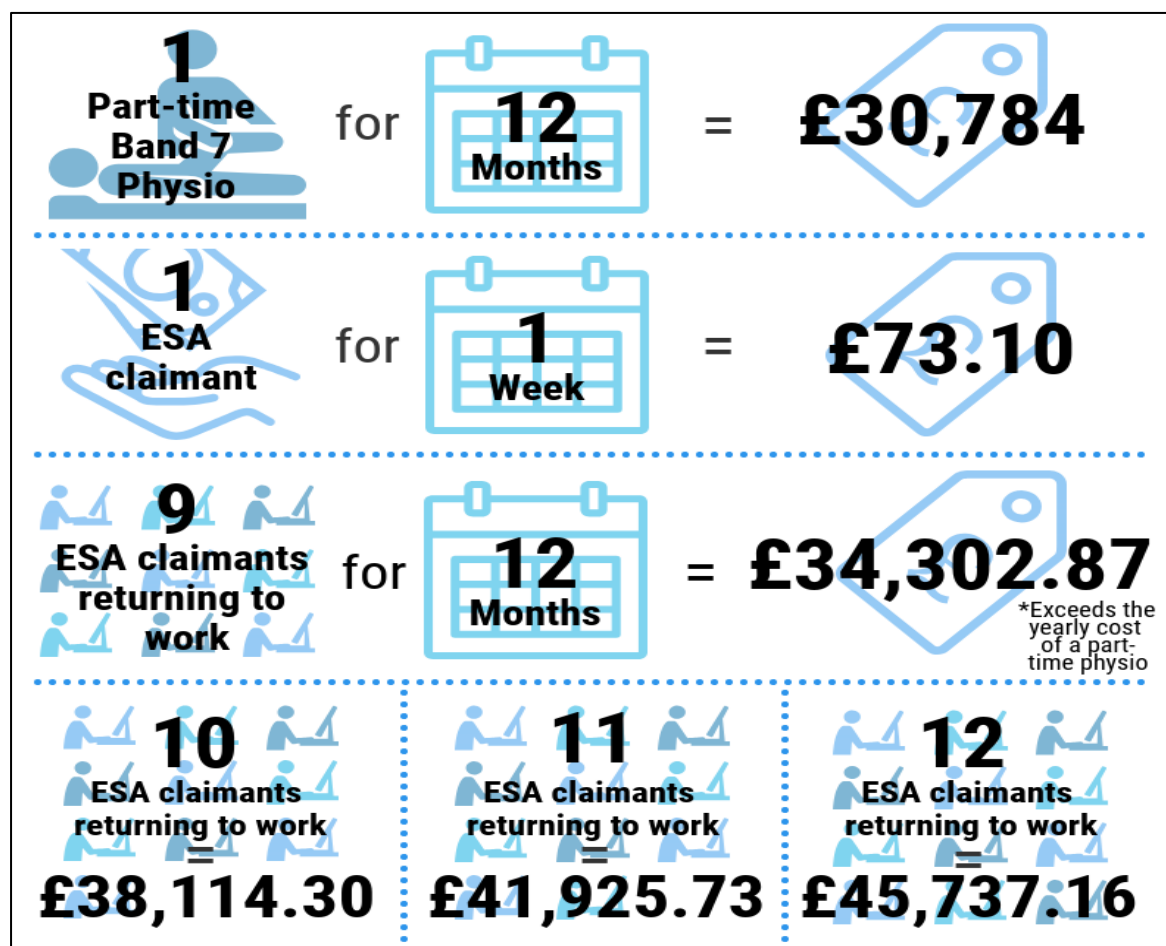 1
Part-time
Band 7
Physio
for
12
Months
=
£30,784
1
ESA
claimant
for
1
Week
=
£73.10
9
ESA claimants
returning to
work
for
12
Months
=
£34,302.87
*Exceeds the
yearly cost
of a part-
time physio
10
ESA claimants
returning to work
=
£38,114.30
11
ESA claimants
returning to work
=
£41,925.73
12
ESA claimants
returning to work
=
£45,737.16